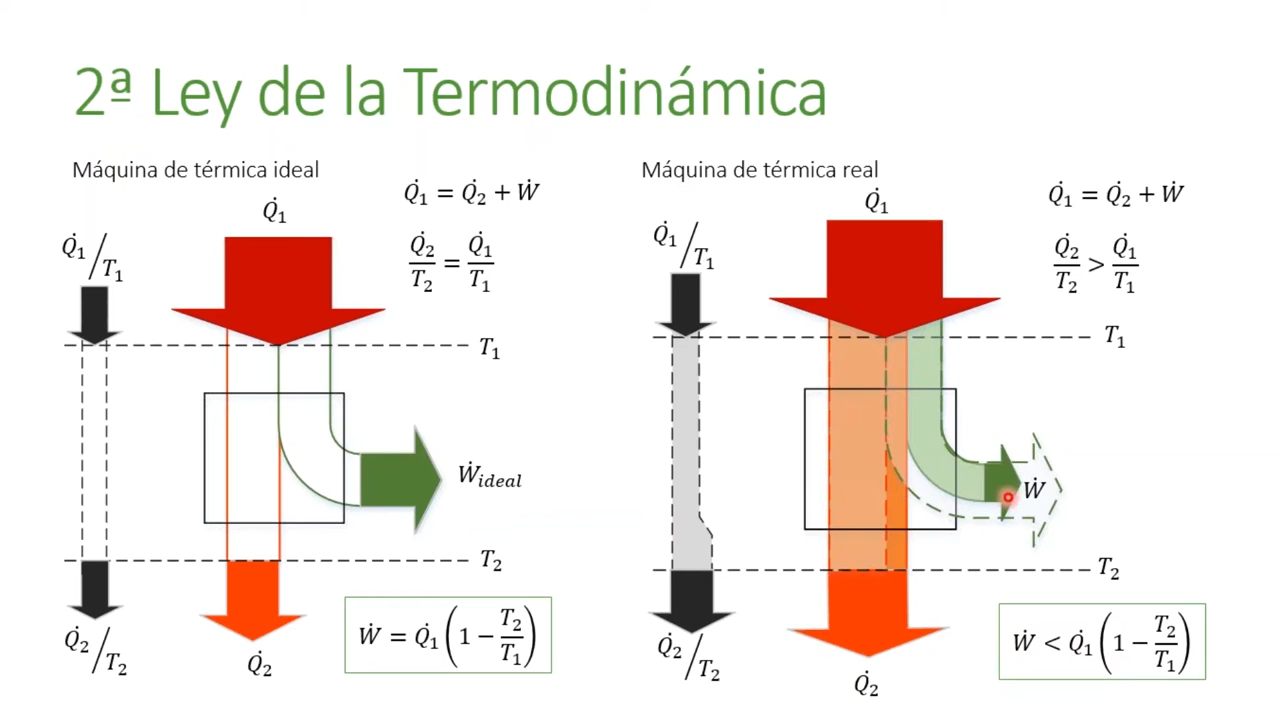 2ª Ley de la Termodinámica
Máquina de térmica ideal
Q̇₁
Q̇₁ = Q̇₂ + Ẇ
Q̇₂/T₂ = Q̇₁/T₁
Q̇₁/T₁
T₁
Ẇideal
T₂
Q̇₂/T₂
Q̇₂
Ẇ = Q̇₁(1 − T₂/T₁)
Máquina de térmica real
Q̇₁
Q̇₁ = Q̇₂ + Ẇ
Q̇₂/T₂ > Q̇₁/T₁
Q̇₁/T₁
T₁
Ẇ
T₂
Q̇₂/T₂
Q̇₂
Ẇ < Q̇₁(1 − T₂/T₁)